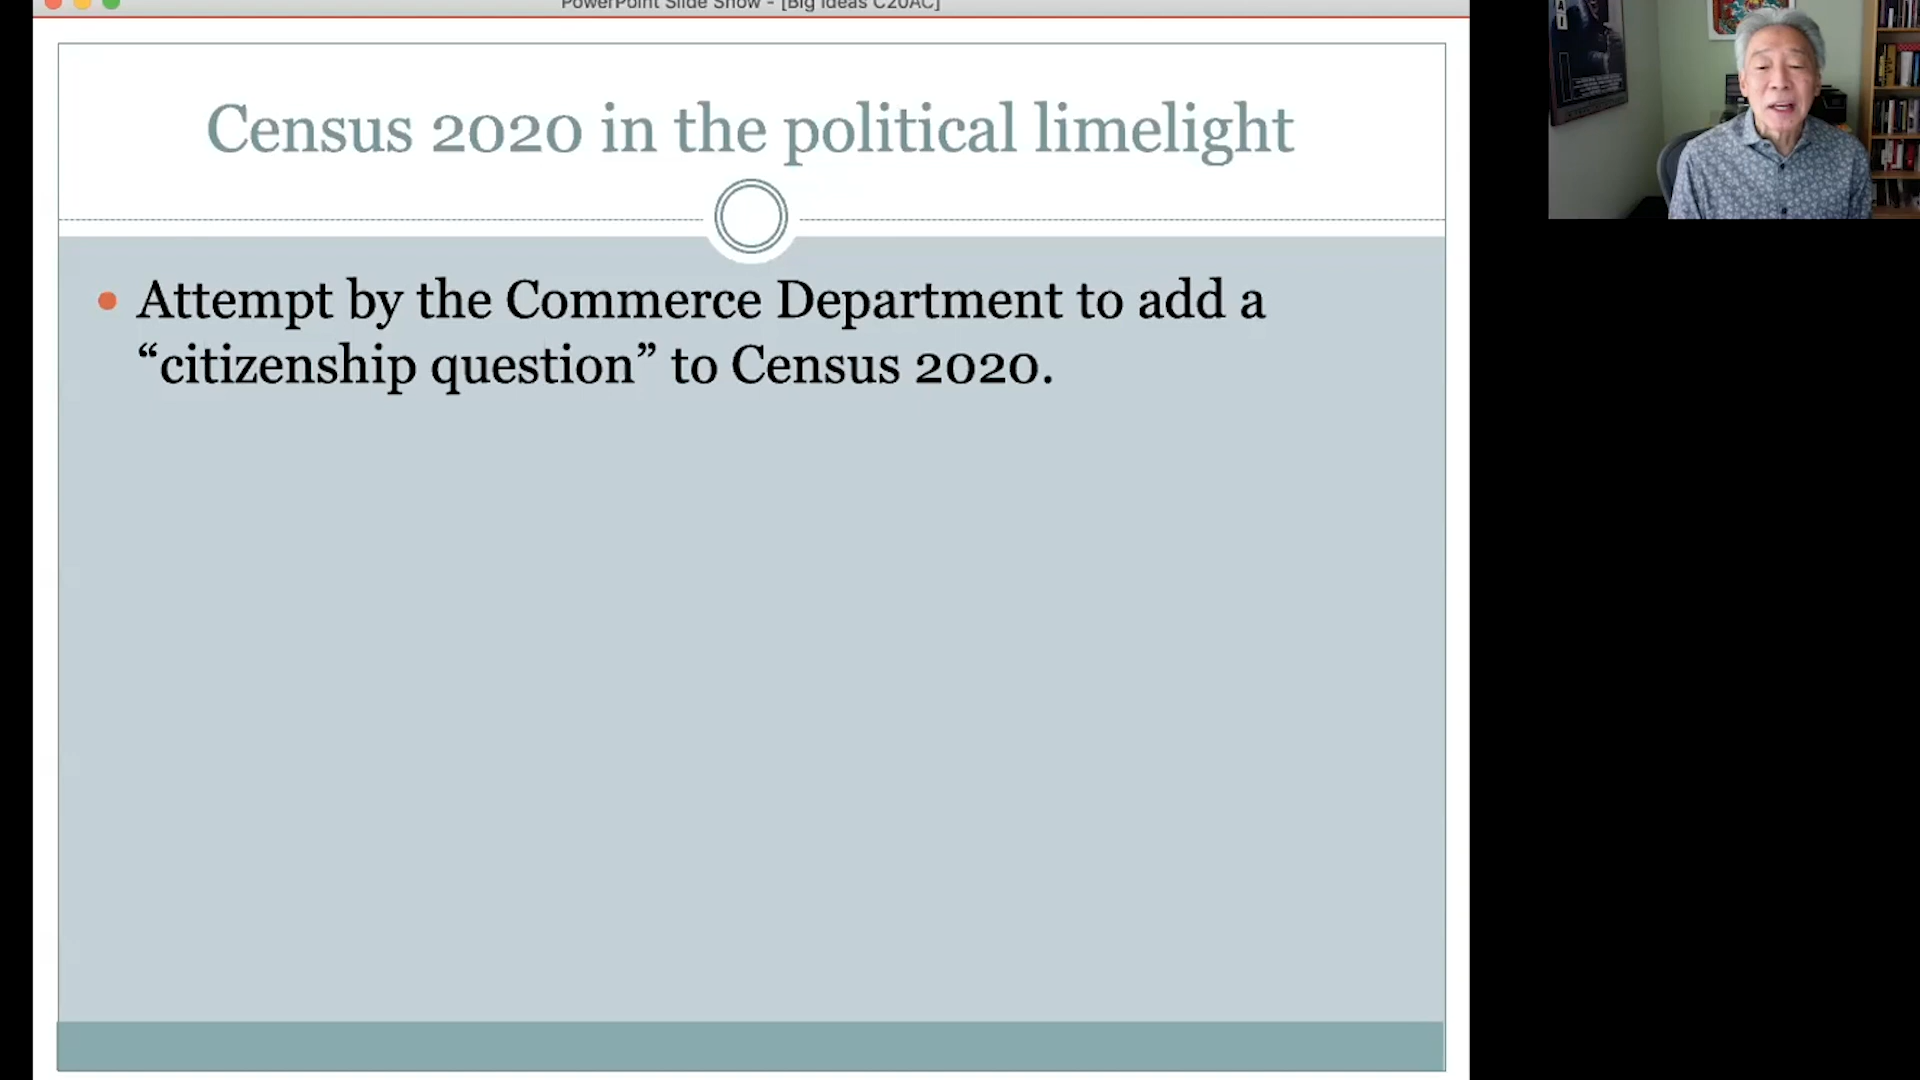 PowerPoint Slide Show - [Big Ideas C20AC]
Census 2020 in the political limelight
• Attempt by the Commerce Department to add a
“citizenship question” to Census 2020.
AI